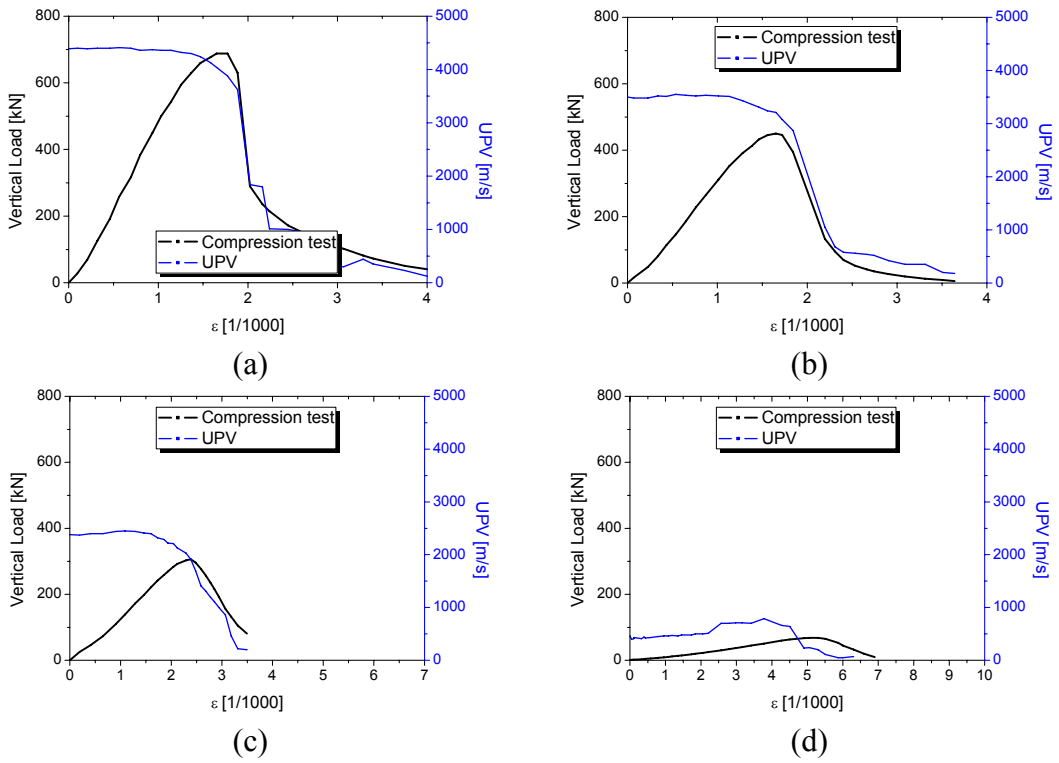 800
600
400
200
0
Vertical Load [kN]
Compression test
UPV
5000
4000
3000
2000
1000
0
UPV [m/s]
0 1 2 3 4
ε [1/1000]
(a)
800
600
400
200
0
Vertical Load [kN]
Compression test
UPV
5000
4000
3000
2000
1000
0
UPV [m/s]
0 1 2 3 4
ε [1/1000]
(b)
800
600
400
200
0
Vertical Load [kN]
Compression test
UPV
5000
4000
3000
2000
1000
0
UPV [m/s]
0 1 2 3 4 5 6 7
ε [1/1000]
(c)
800
600
400
200
0
Vertical Load [kN]
Compression test
UPV
5000
4000
3000
2000
1000
0
UPV [m/s]
0 1 2 3 4 5 6 7 8 9 10
ε [1/1000]
(d)